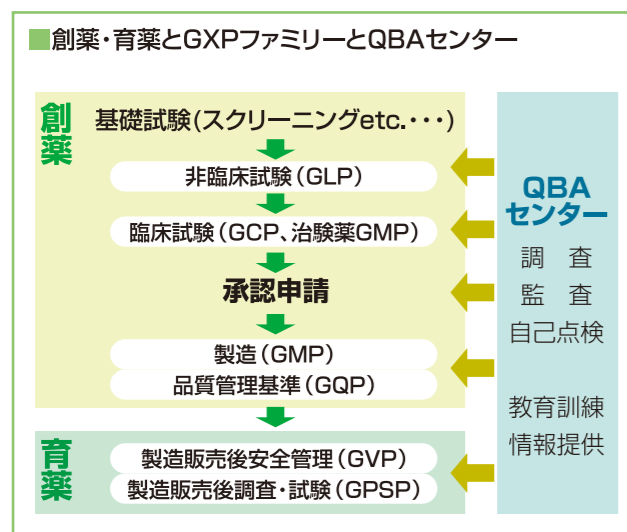 ■創薬・育薬とGXPファミリーとQBAセンター
創薬
基礎試験(スクリーニングetc.・・・)
非臨床試験(GLP)
臨床試験(GCP、治験薬GMP)
承認申請
製造(GMP)
品質管理基準(GQP)
育薬
製造販売後安全管理(GVP)
製造販売後調査・試験(GPSP)
QBA
センター
調　査
監　査
自己点検
教育訓練
情報提供